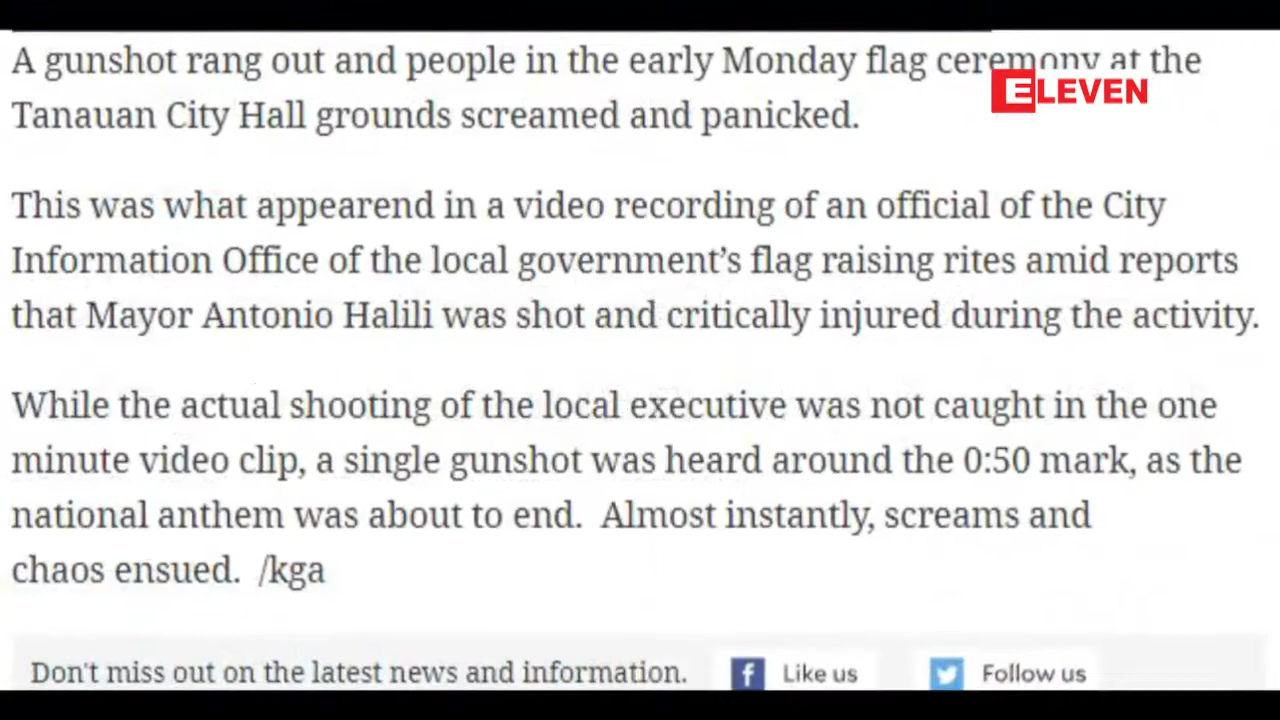 A gunshot rang out and people in the early Monday flag ceremony at the
ELEVEN
Tanauan City Hall grounds screamed and panicked.
This was what appearend in a video recording of an official of the City
Information Office of the local government’s flag raising rites amid reports
that Mayor Antonio Halili was shot and critically injured during the activity.
While the actual shooting of the local executive was not caught in the one
minute video clip, a single gunshot was heard around the 0:50 mark, as the
national anthem was about to end. Almost instantly, screams and
chaos ensued. /kga
Don't miss out on the latest news and information. f Like us Follow us